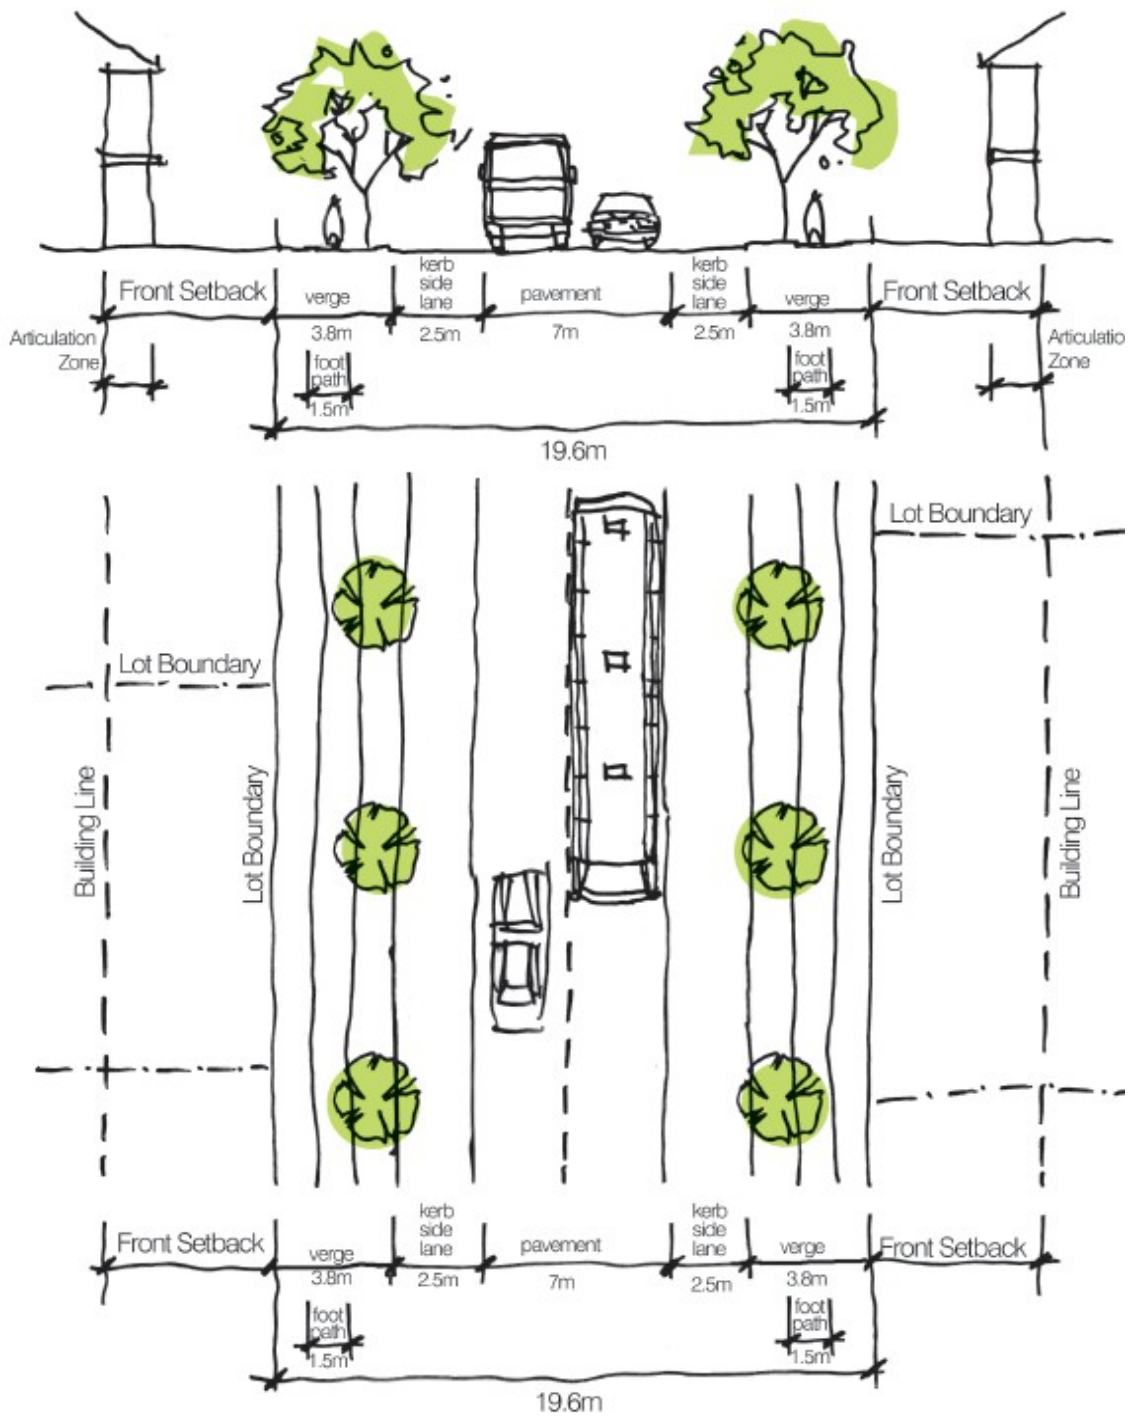 Front Setback
verge
kerb
side
lane
pavement
kerb
side
lane
verge
Front Setback
3.8m
2.5m
7m
2.5m
3.8m
Articulation
Zone
foot
path
1.5m
foot
path
1.5m
Articulatio
Zone
19.6m
Lot Boundary
Lot Boundary
Building Line
Lot Boundary
Lot Boundary
Building Line
Front Setback
verge
kerb
side
lane
pavement
kerb
side
lane
verge
Front Setback
3.8m
2.5m
7m
2.5m
3.8m
foot
path
1.5m
foot
path
1.5m
19.6m